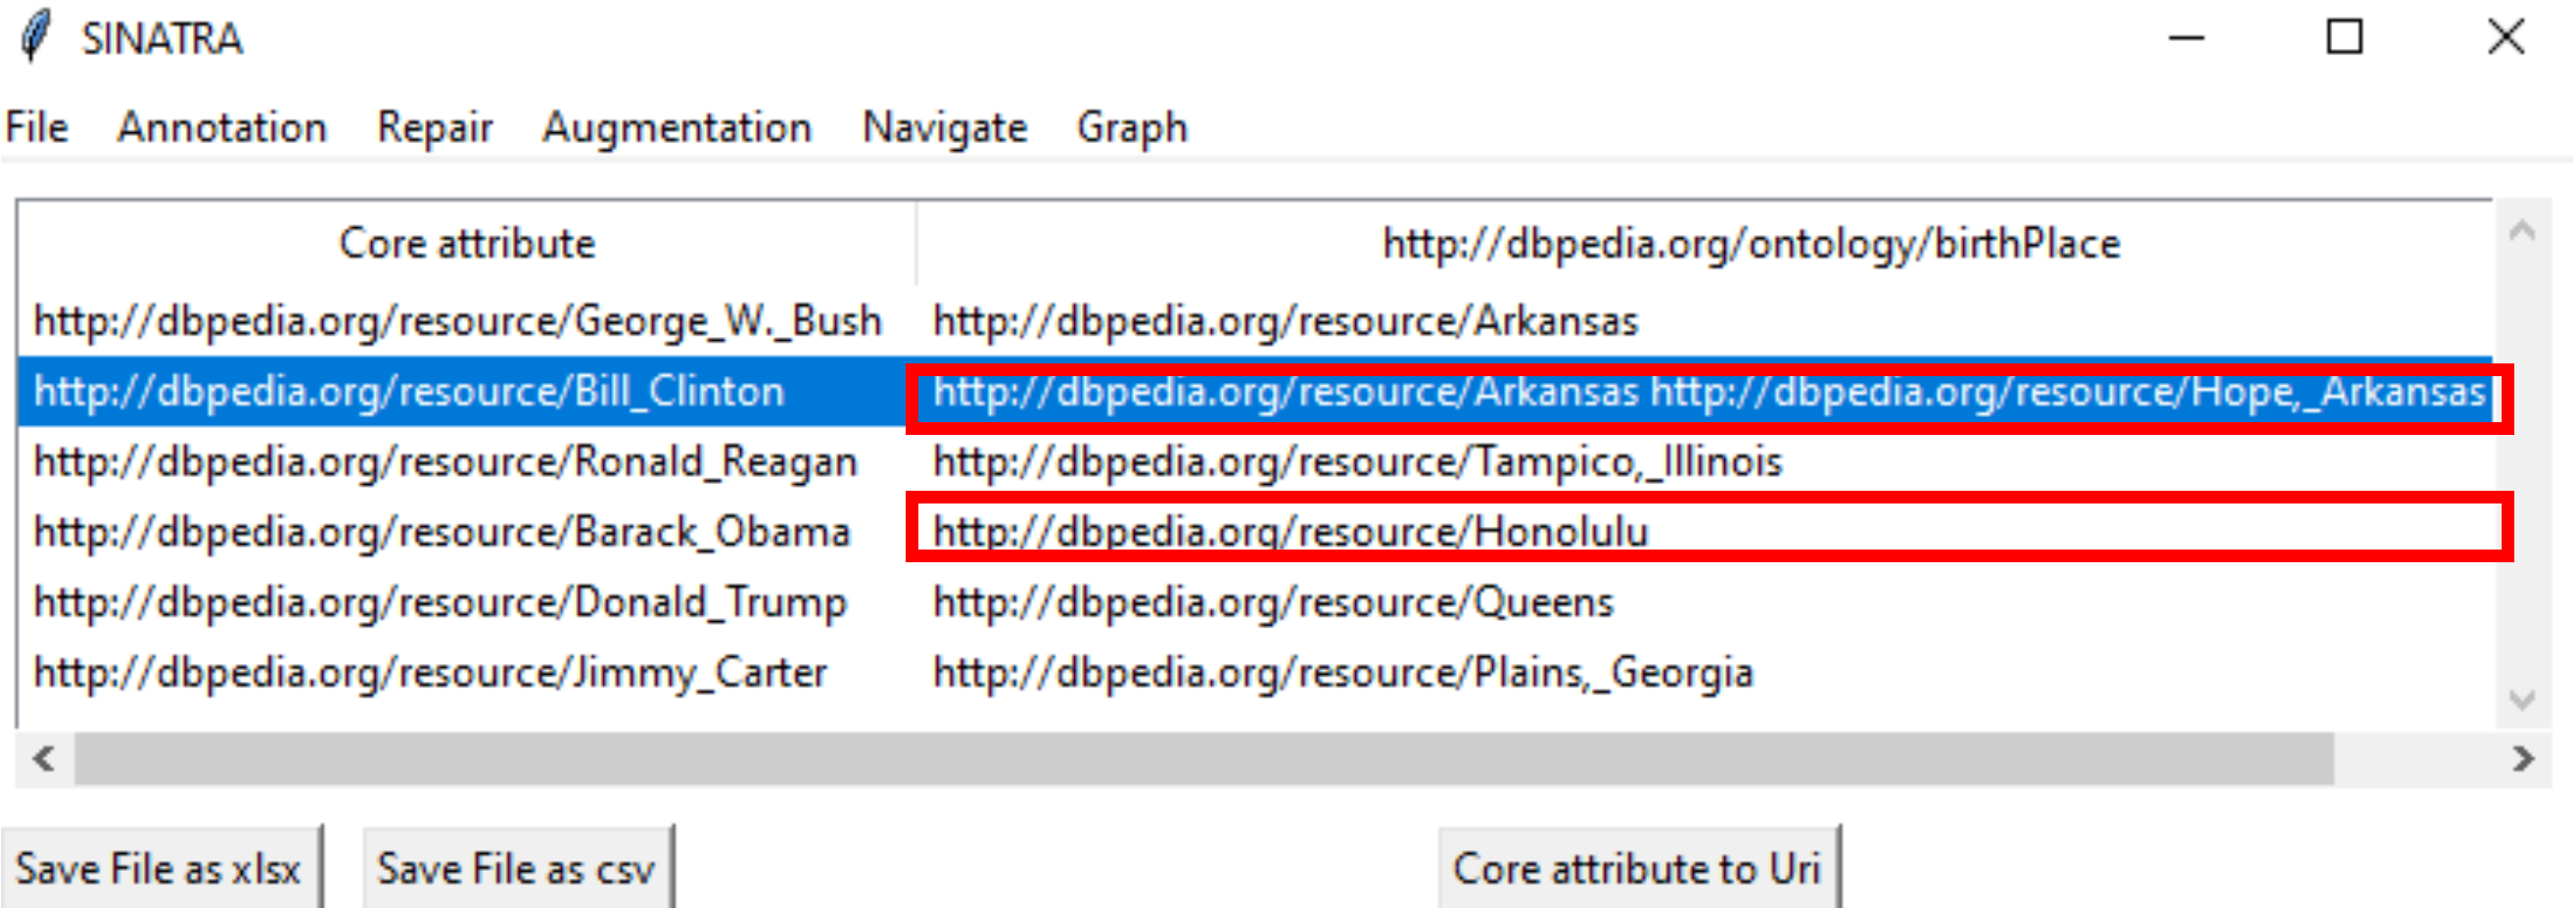 SINATRA
File Annotation Repair Augmentation Navigate Graph
Core attribute http://dbpedia.org/ontology/birthPlace
http://dbpedia.org/resource/George_W._Bush http://dbpedia.org/resource/Arkansas
http://dbpedia.org/resource/Bill_Clinton http://dbpedia.org/resource/Arkansas http://dbpedia.org/resource/Hope,_Arkansas
http://dbpedia.org/resource/Ronald_Reagan http://dbpedia.org/resource/Tampico,_Illinois
http://dbpedia.org/resource/Barack_Obama http://dbpedia.org/resource/Honolulu
http://dbpedia.org/resource/Donald_Trump http://dbpedia.org/resource/Queens
http://dbpedia.org/resource/Jimmy_Carter http://dbpedia.org/resource/Plains,_Georgia
Save File as xlsx Save File as csv Core attribute to Uri